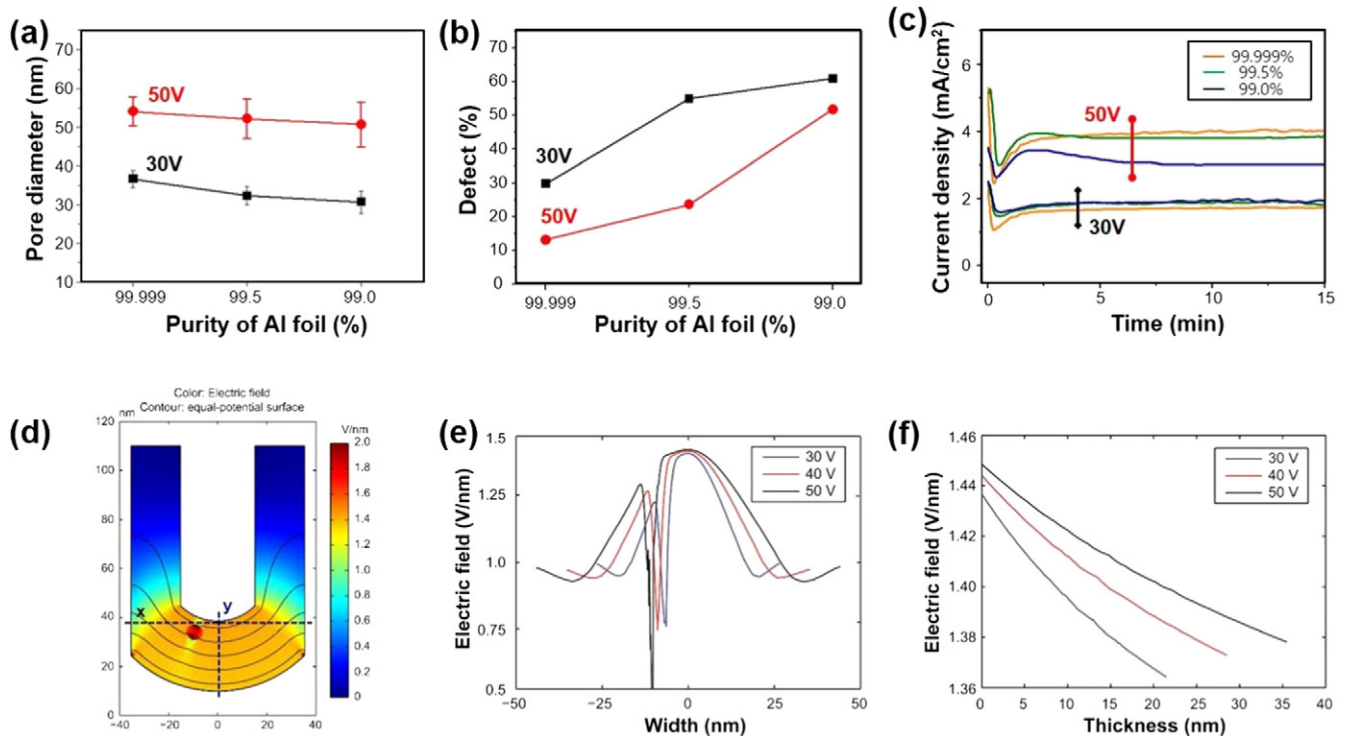 (a)
70
60
50
40
30
20
10
Pore diameter (nm)
50V
30V
99.999
99.5
99.0
Purity of Al foil (%)
(b)
70
60
50
40
30
20
10
0
Defect (%)
30V
50V
99.999
99.5
99.0
Purity of Al foil (%)
(c)
6
4
2
0
Current density (mA/cm²)
99.999%
99.5%
99.0%
50V
30V
0
5
10
15
Time (min)
(d)
Color: Electric field
Contour: equal-potential surface
nm
120
100
80
60
40
20
0
x
y
−40
−20
0
20
40
V/nm
2.0
1.8
1.6
1.4
1.2
1.0
0.8
0.6
0.4
0.2
0
(e)
1.5
1.25
1.0
0.75
0.5
Electric field (V/nm)
30 V
40 V
50 V
−50
−25
0
25
50
Width (nm)
(f)
1.46
1.44
1.42
1.40
1.38
1.36
Electric field (V/nm)
30 V
40 V
50 V
0
5
10
15
20
25
30
35
40
Thickness (nm)